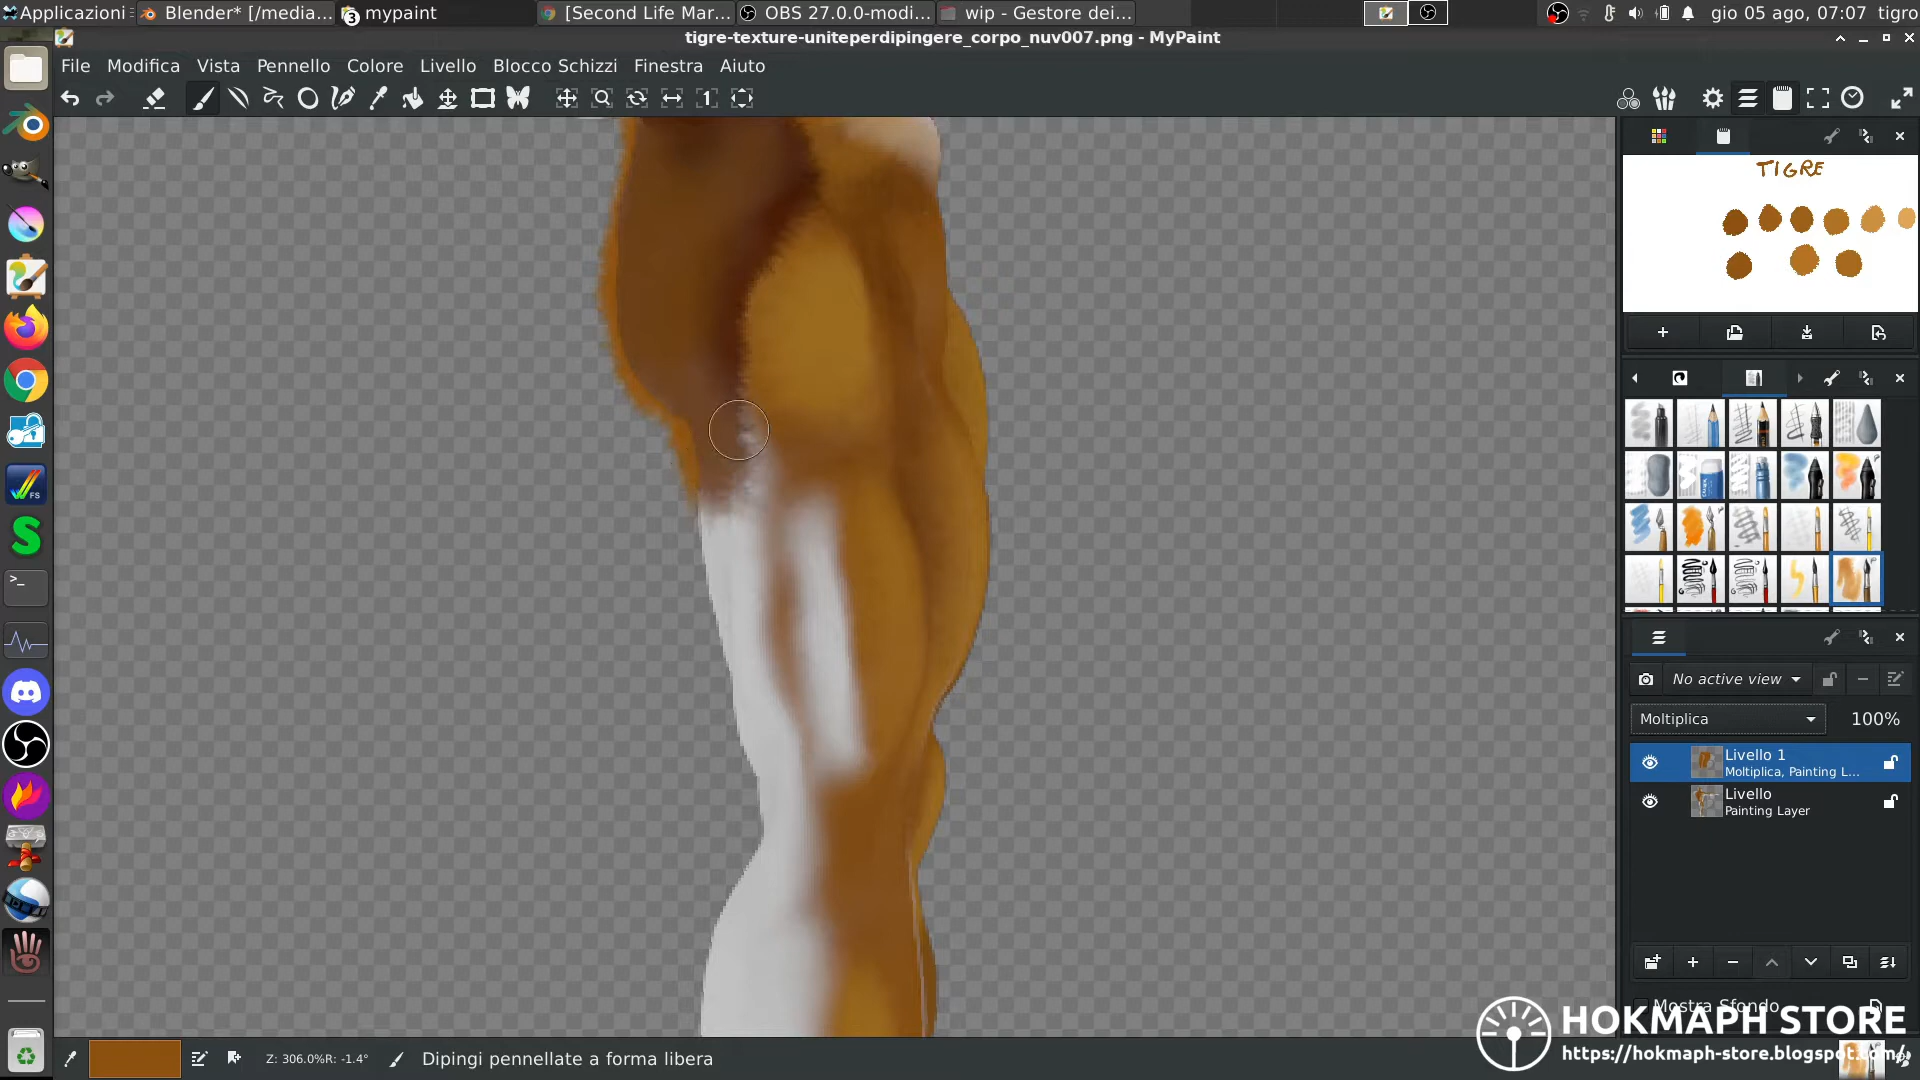 Applicazioni
Blender* [/media...
3 mypaint
[Second Life Mar...
OBS 27.0.0-modi...
wip - Gestore dei...
gio 05 ago, 07:07 tigro
tigre-texture-uniteperdipingere_corpo_nuv007.png - MyPaint
File Modifica Vista Pennello Colore Livello Blocco Schizzi Finestra Aiuto
1
TIGRE
FS
S
>_
No active view
Moltiplica 100%
Livello 1
Moltiplica, Painting L...
Livello
Painting Layer
Mostra Sfondo
HOKMAPH STORE
https://hokmaph-store.blogspot.com/
Z: 306.0%R: -1.4°
Dipingi pennellate a forma libera